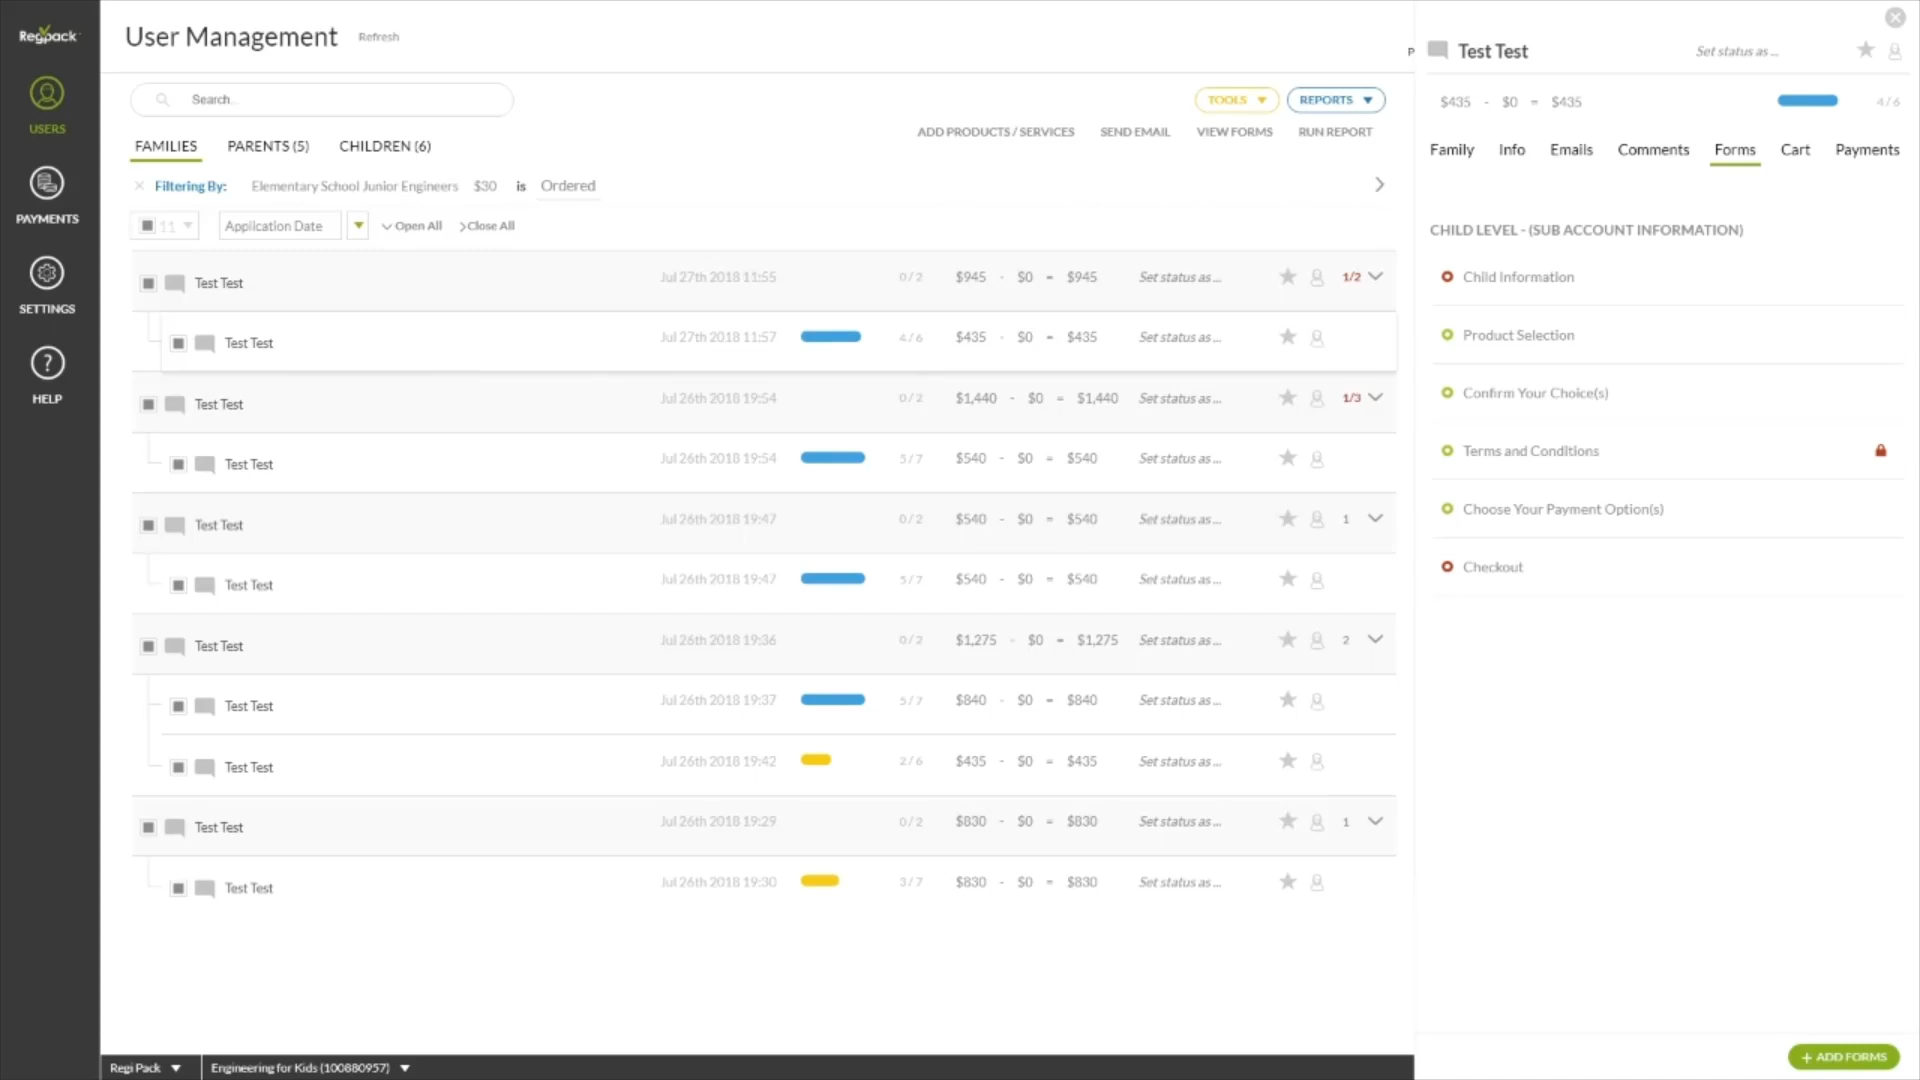 Regpack
USERS
PAYMENTS
SETTINGS
HELP
User Management Refresh
Search...
TOOLS REPORTS
ADD PRODUCTS / SERVICES SEND EMAIL VIEW FORMS RUN REPORT
FAMILIES PARENTS (5) CHILDREN (6)
Filtering By: Elementary School Junior Engineers $30 is Ordered
11 Application Date Open All Close All
Test Test Jul 27th 2018 11:55 0/2 $945 - $0 = $945 Set status as ... 1/2
Test Test Jul 27th 2018 11:57 4/6 $435 - $0 = $435 Set status as ...
Test Test Jul 26th 2018 19:54 0/2 $1,440 - $0 = $1,440 Set status as ... 1/3
Test Test Jul 26th 2018 19:54 5/7 $540 - $0 = $540 Set status as ...
Test Test Jul 26th 2018 19:47 0/2 $540 - $0 = $540 Set status as ... 1
Test Test Jul 26th 2018 19:47 5/7 $540 - $0 = $540 Set status as ...
Test Test Jul 26th 2018 19:36 0/2 $1,275 - $0 = $1,275 Set status as ... 2
Test Test Jul 26th 2018 19:37 5/7 $840 - $0 = $840 Set status as ...
Test Test Jul 26th 2018 19:42 2/6 $435 - $0 = $435 Set status as ...
Test Test Jul 26th 2018 19:29 0/2 $830 - $0 = $830 Set status as ... 1
Test Test Jul 26th 2018 19:30 3/7 $830 - $0 = $830 Set status as ...
Regi Pack Engineering for Kids (100880957)
P
Test Test Set status as ...
$435 - $0 = $435 4/6
Family Info Emails Comments Forms Cart Payments
CHILD LEVEL - (SUB ACCOUNT INFORMATION)
Child Information
Product Selection
Confirm Your Choice(s)
Terms and Conditions
Choose Your Payment Option(s)
Checkout
+ ADD FORMS